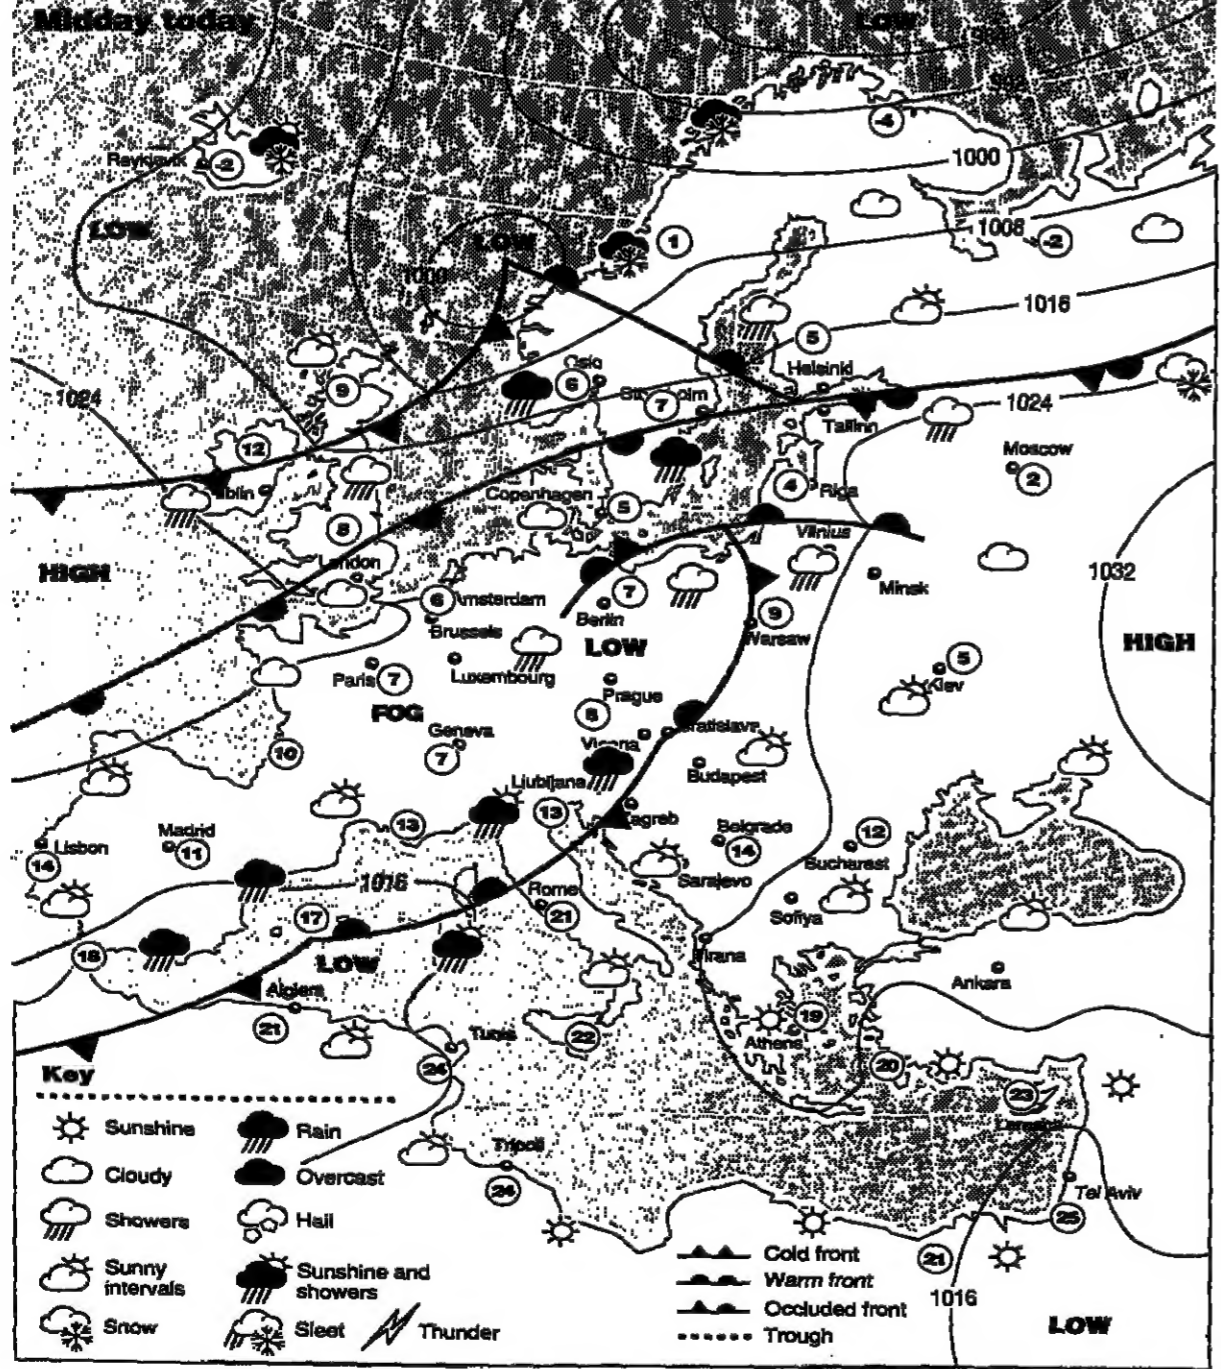 Midday today
LOW
984
992
-4
Reykjavik
-2
1000
LOW
LOW
1
1008
-2
1000
1016
5
Oslo
Helsinki
9
6
7
1024
1024
Tallinn
12
Moscow
2
4
Riga
Copenhagen
5
8
Vilnius
London
HIGH
1032
7
Minsk
6
Amsterdam
Berlin
9
Brussels
Warsaw
LOW
HIGH
5
Kiev
Paris
7
Luxembourg
Prague
FOG
Geneva
10
7
Budapest
Ljubljana
13
13
Zagreb
Madrid
11
Belgrade
14
12
Lisbon
14
Bucharest
1016
Rome
Sarajevo
17
21
Sofiya
18
Tirana
LOW
Ankara
Algiers
19
21
22
Athens
Tunis
20
24
23
Key
Sunshine
Rain
Larnaca
Tripoli
Cloudy
Overcast
24
Tel Aviv
25
Showers
Hail
Cold front
21
Sunny
intervals
Sunshine and
showers
Warm front
1016
Occluded front
Snow
Sleet
Thunder
Trough
LOW